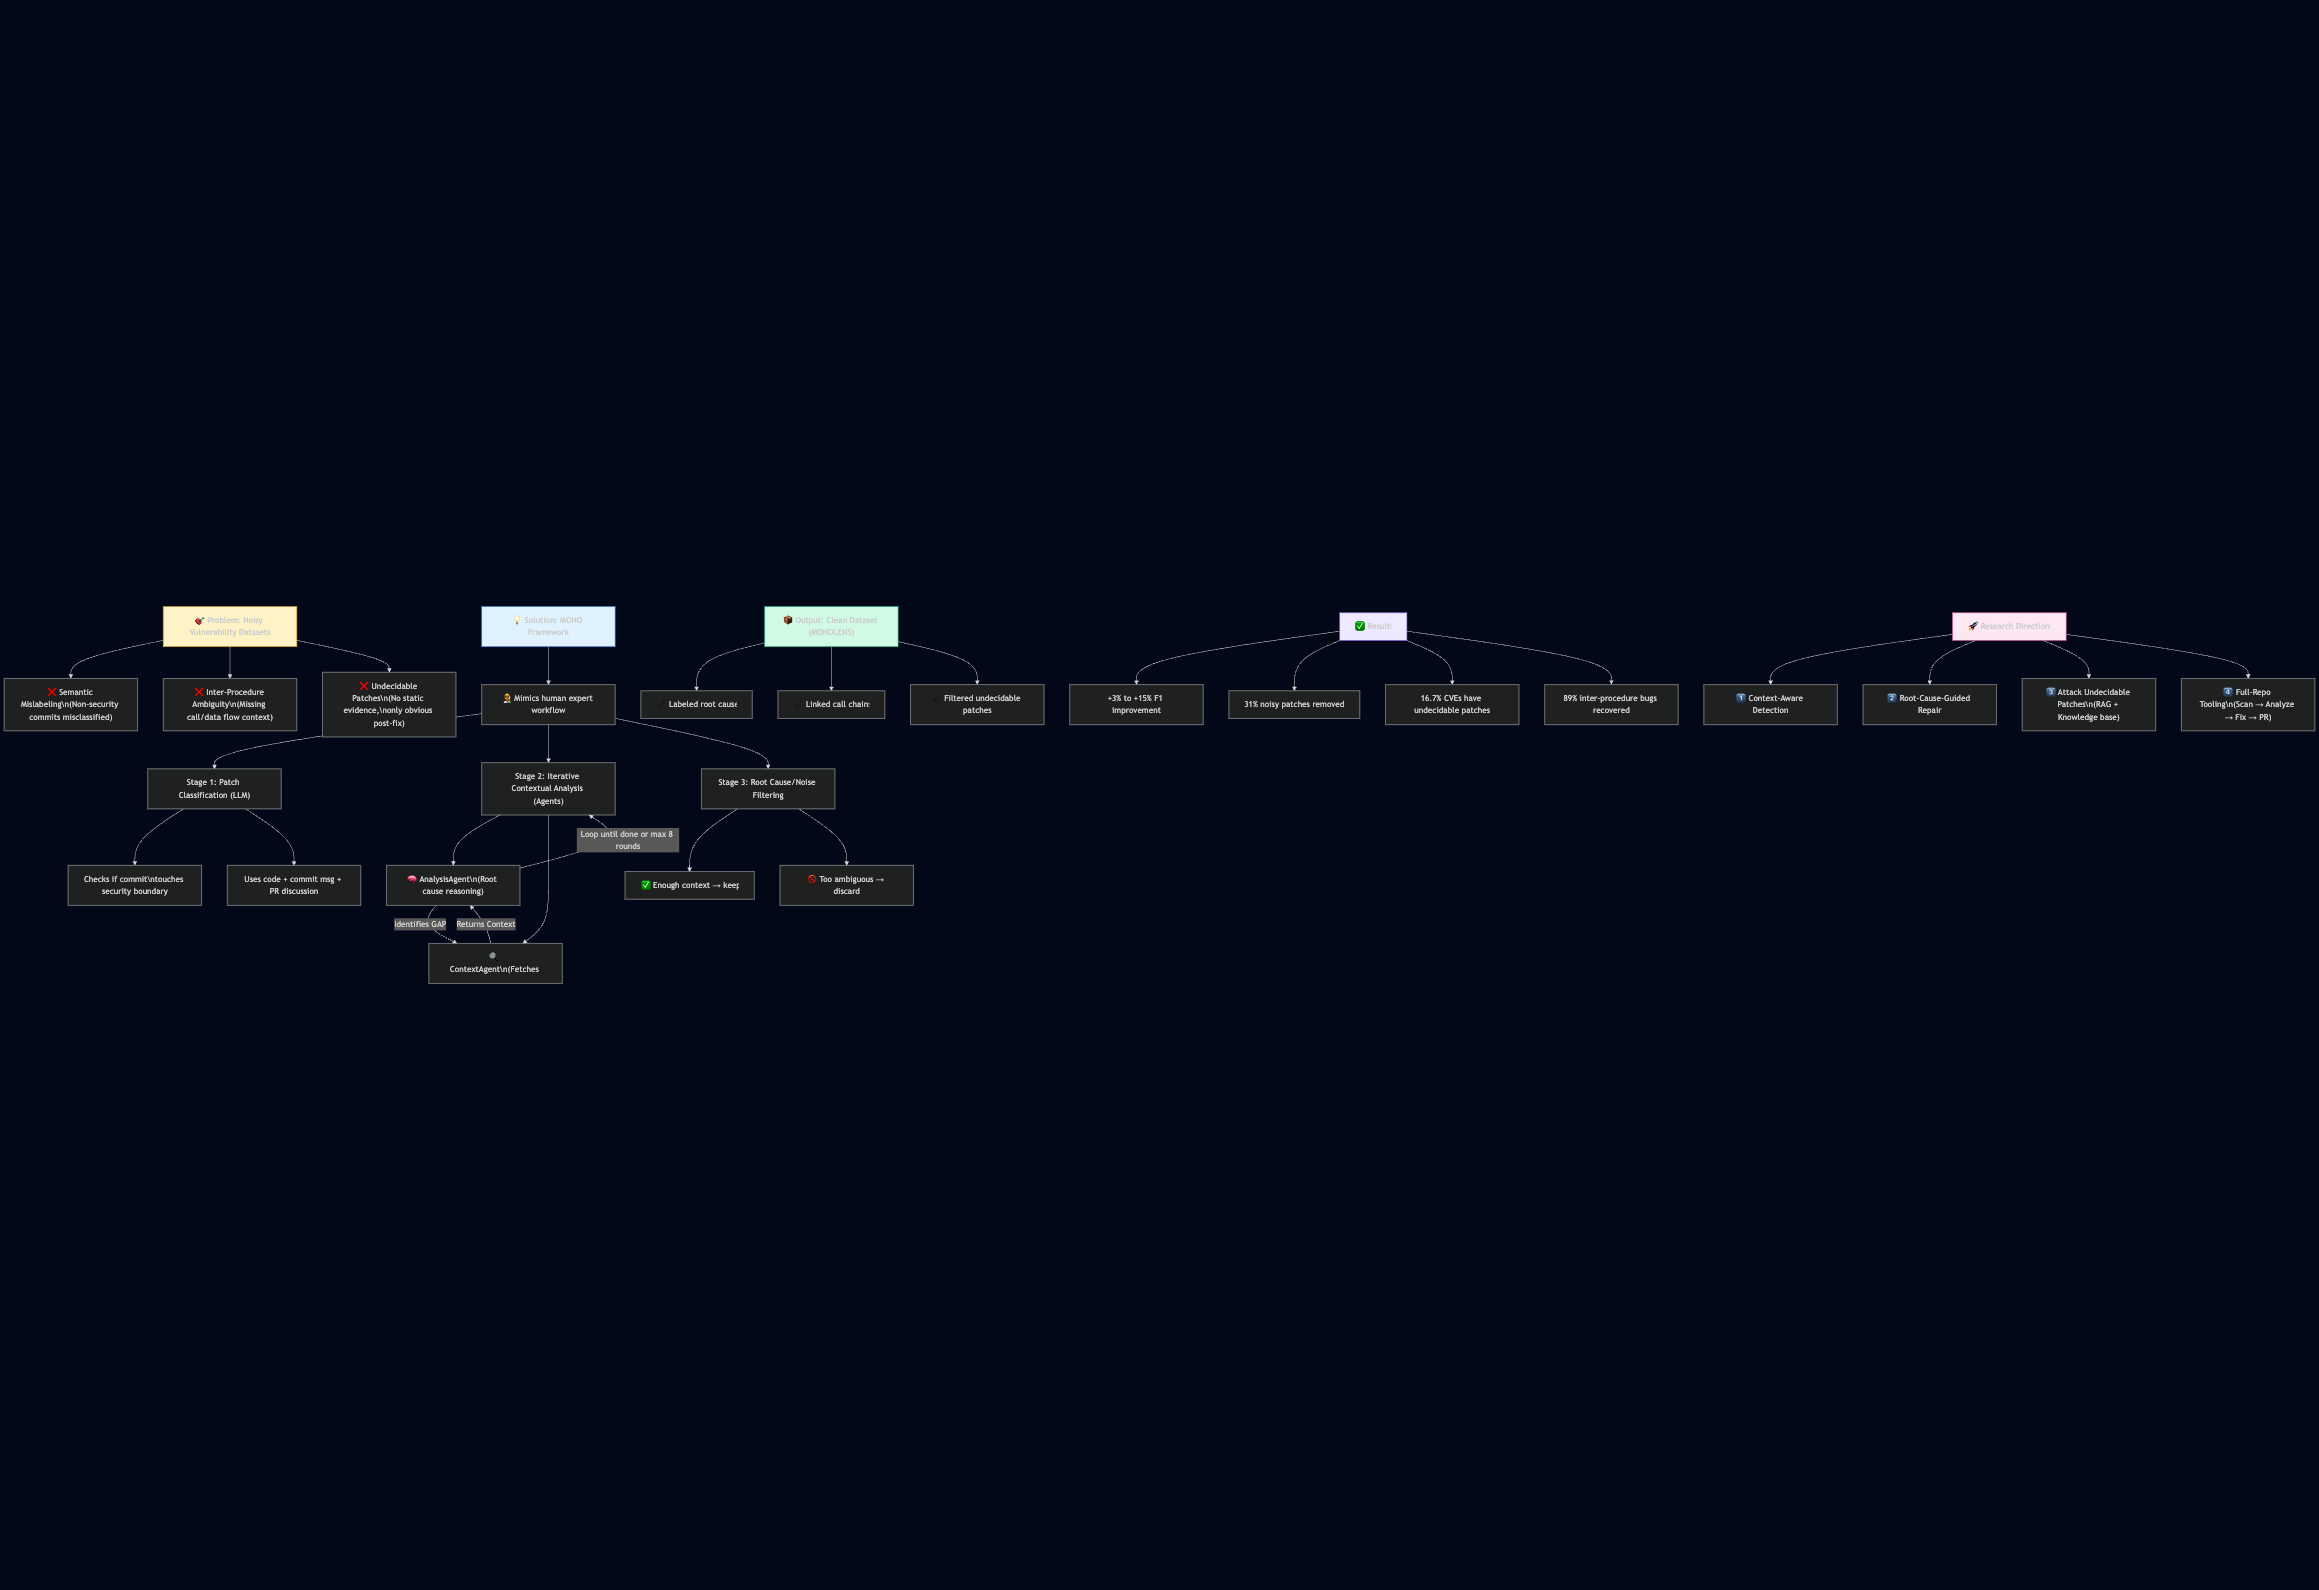 🧨 Problem: Noisy
Vulnerability Datasets
❌ Semantic
Mislabeling\n(Non-security
commits misclassified)
❌ Inter-Procedure
Ambiguity\n(Missing
call/data flow context)
❌ Undecidable
Patches\n(No static
evidence,\nonly obvious
post-fix)
💡 Solution: MONO
Framework
Mimics human expert
workflow
Stage 1: Patch
Classification (LLM)
Checks if commit\ntouches
security boundary
Uses code + commit msg +
PR discussion
Stage 2: Iterative
Contextual Analysis
(Agents)
Loop until done or max 8
rounds
🧠 AnalysisAgent\n(Root
cause reasoning)
Identifies GAP
Returns Context
ContextAgent\n(Fetches
Stage 3: Root Cause/Noise
Filtering
✅ Enough context → keep
🚫 Too ambiguous →
discard
📦 Output: Clean Dataset
(MONOLENS)
✔ Labeled root cause
✔ Linked call chain
✔ Filtered undecidable
patches
✅ Result
+3% to +15% F1
improvement
31% noisy patches removed
16.7% CVEs have
undecidable patches
89% inter-procedure bugs
recovered
🚀 Research Direction
1️⃣ Context-Aware
Detection
2️⃣ Root-Cause-Guided
Repair
3️⃣ Attack Undecidable
Patches\n(RAG +
Knowledge base)
4️⃣ Full-Repo
Tooling\n(Scan → Analyze
→ Fix → PR)